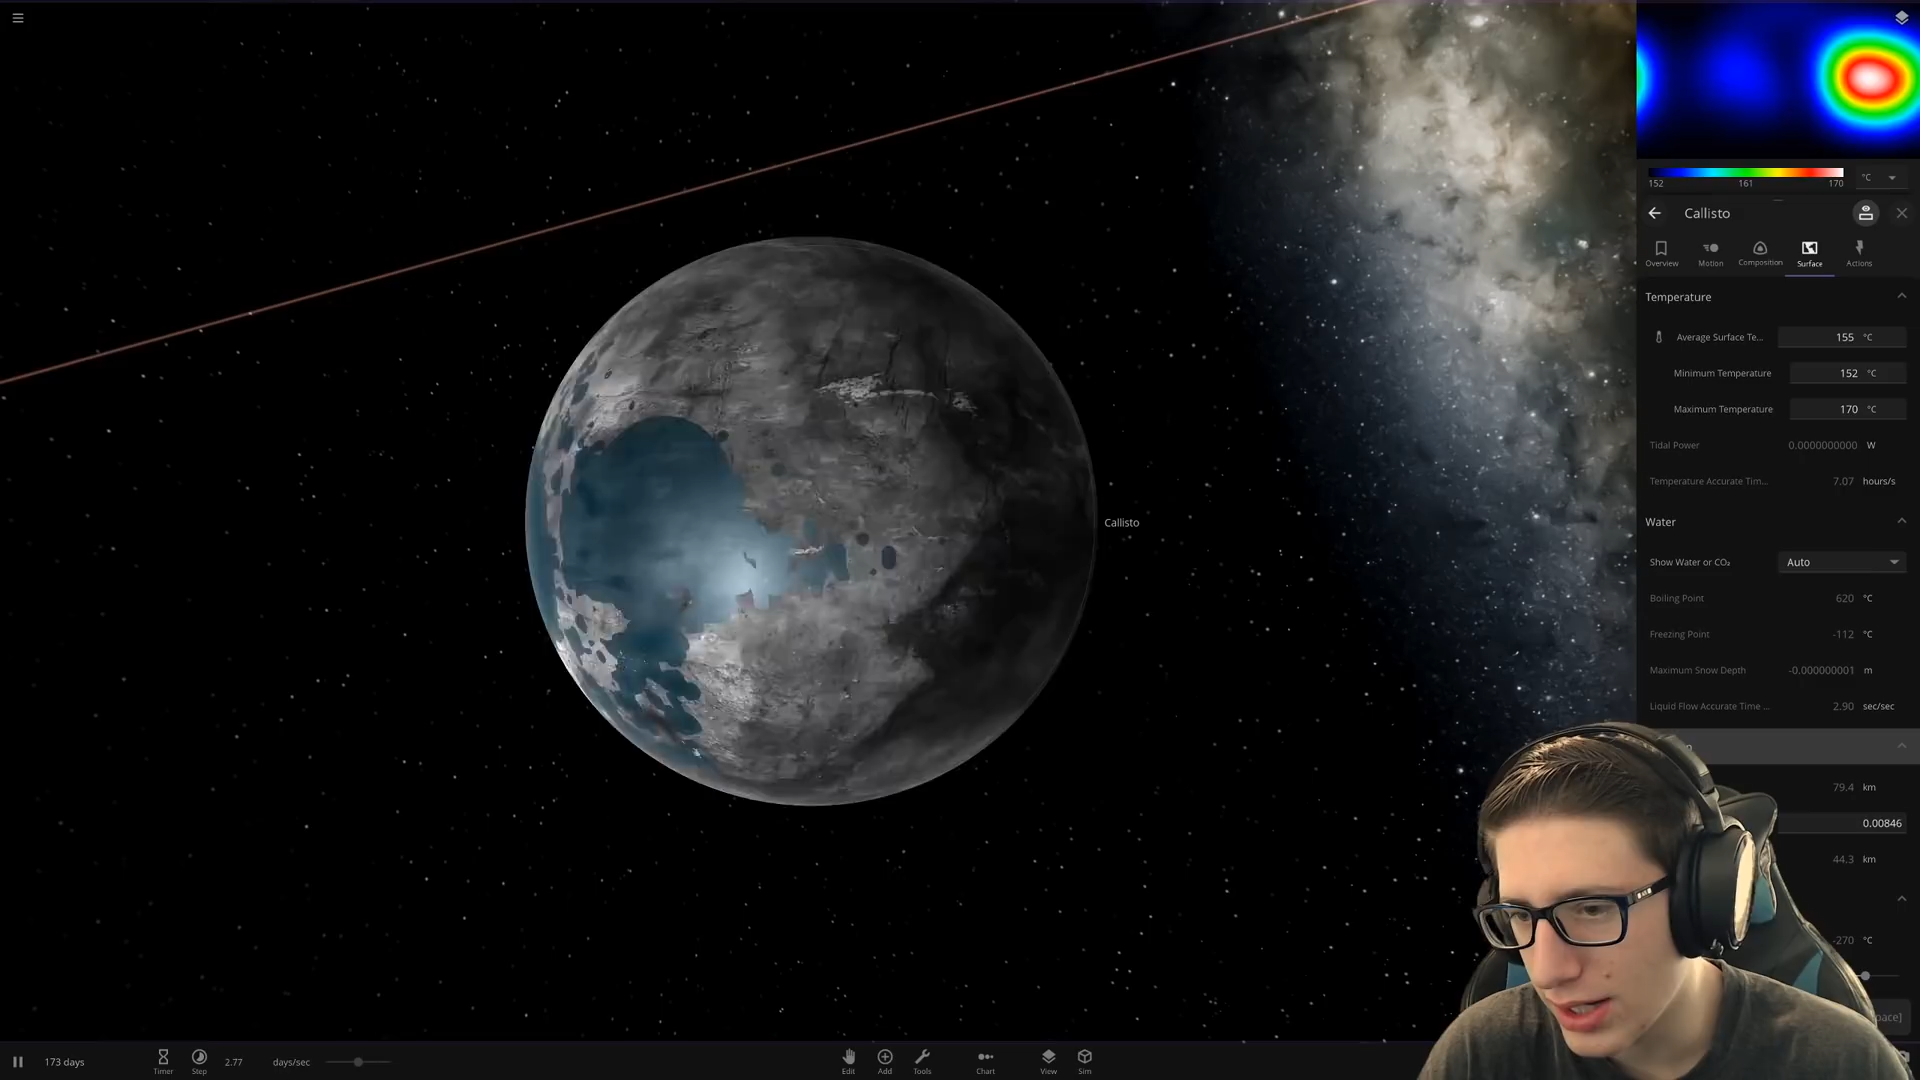 152
161
170
°C
Callisto
Overview
Motion
Composition
Surface
Actions
Temperature
Average Surface Te... 155 °C
Minimum Temperature 152 °C
Maximum Temperature 170 °C
Tidal Power 0.0000000000 W
Temperature Accurate Tim... 7.07 hours/s
Callisto
Water
Show Water or CO₂ Auto
Boiling Point 620 °C
Freezing Point -112 °C
Maximum Snow Depth -0.000000001 m
Liquid Flow Accurate Time ... 2.90 sec/sec
79.4 km
0.00846
44.3 km
-270 °C
pace]
173 days
Timer
Step
2.77
days/sec
Edit
Add
Tools
Chart
View
Sim